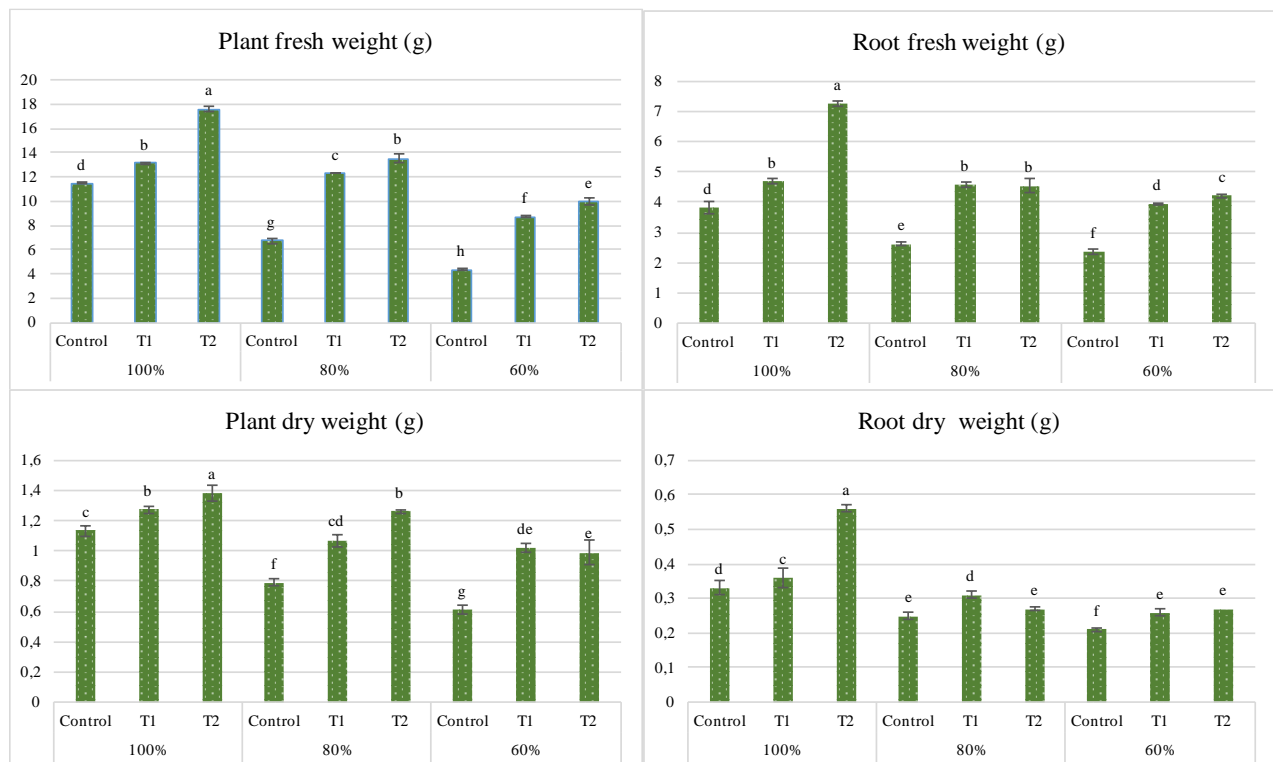 Plant fresh weight (g)
20
18
16
14
12
10
8
6
4
2
0
d
b
a
g
c
b
h
f
e
Control T1 T2 Control T1 T2 Control T1 T2
100% 80% 60%
Root fresh weight (g)
8
7
6
5
4
3
2
1
0
d
b
a
e
b
b
f
d
c
Control T1 T2 Control T1 T2 Control T1 T2
100% 80% 60%
Plant dry weight (g)
1,6
1,4
1,2
1
0,8
0,6
0,4
0,2
0
c
b
a
f
cd
b
g
de
e
Control T1 T2 Control T1 T2 Control T1 T2
100% 80% 60%
Root dry weight (g)
0,7
0,6
0,5
0,4
0,3
0,2
0,1
0
d
c
a
e
d
e
f
e
e
Control T1 T2 Control T1 T2 Control T1 T2
100% 80% 60%